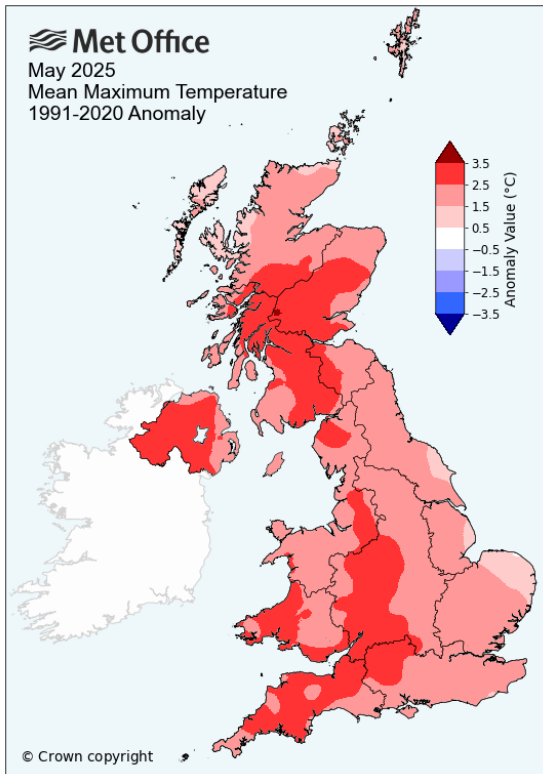 Met Office
May 2025
Mean Maximum Temperature
1991-2020 Anomaly
3.5
2.5
1.5
0.5
−0.5
−1.5
−2.5
−3.5
Anomaly Value (°C)
© Crown copyright